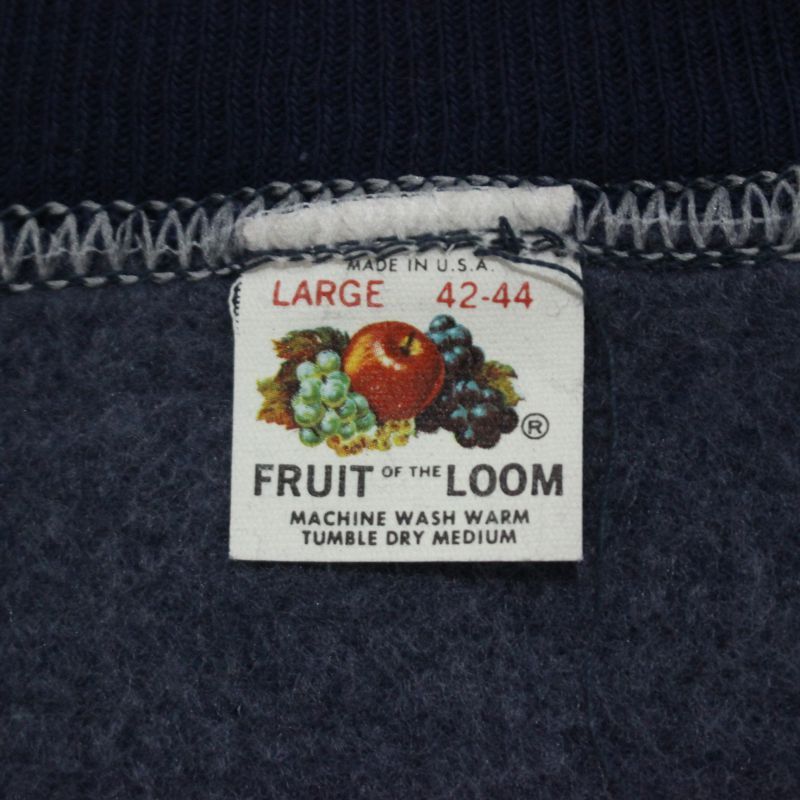 MADE IN U.S.A.
LARGE 42-44
®
FRUIT OF THE LOOM
MACHINE WASH WARM
TUMBLE DRY MEDIUM